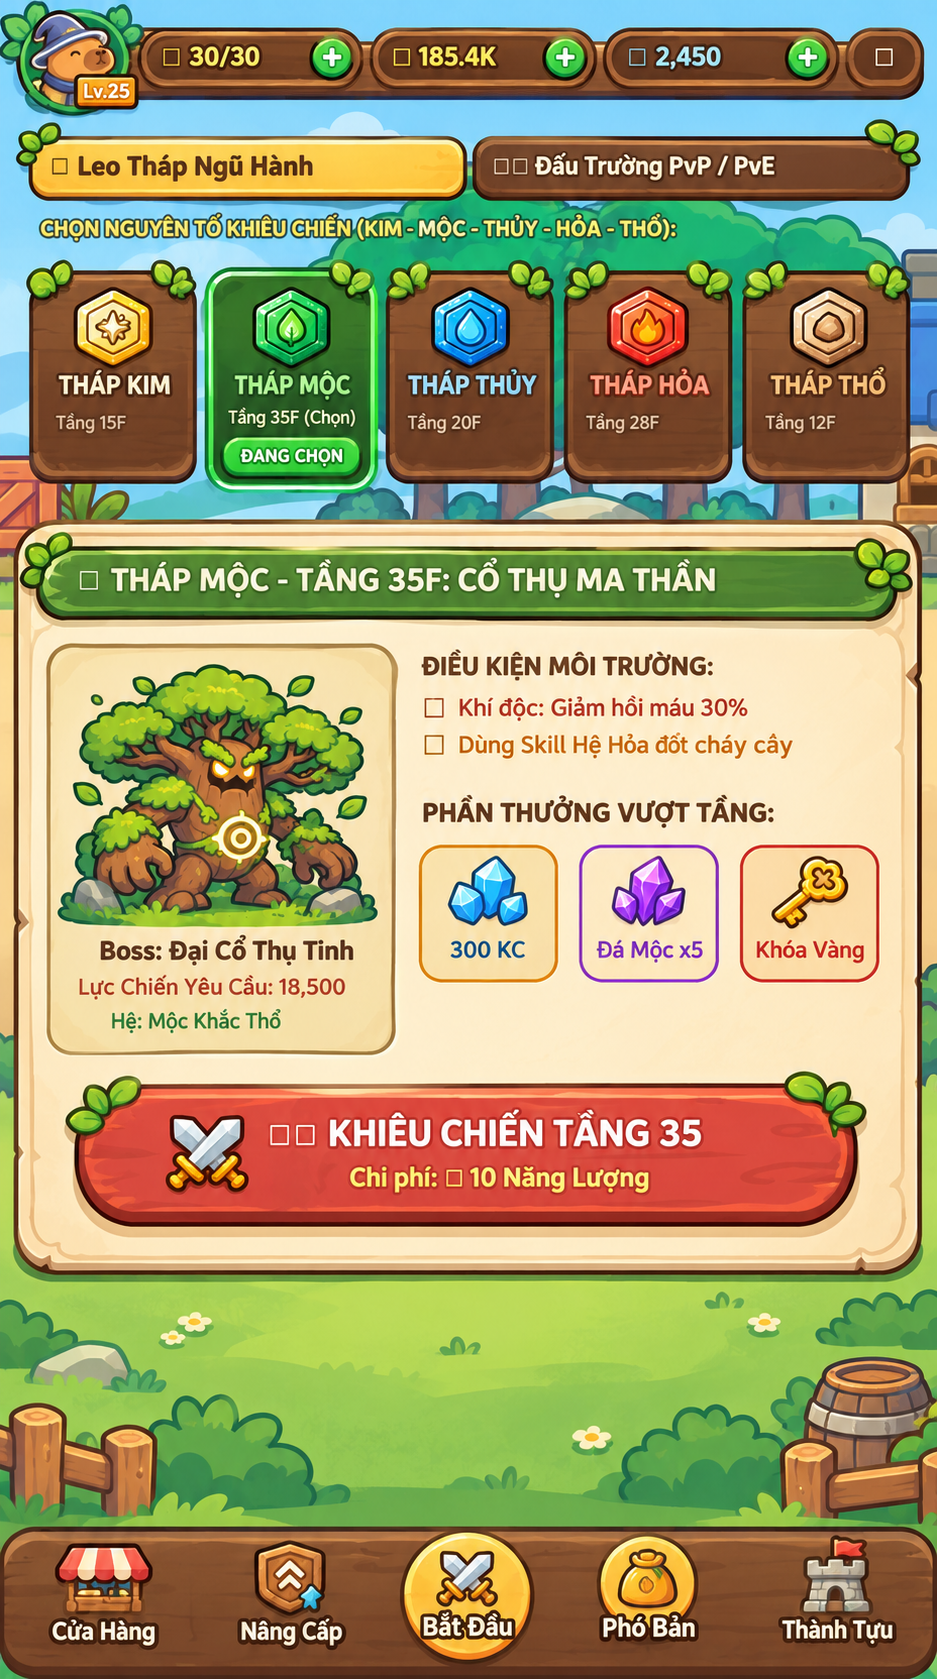 30/30
185.4K
2,450
Lv.25
Leo Tháp Ngũ Hành
Đấu Trường PvP / PvE
CHỌN NGUYÊN TỐ KHIÊU CHIẾN (KIM - MỘC - THỦY - HỎA - THỔ):
THÁP KIM
Tầng 15F
THÁP MỘC
Tầng 35F (Chọn)
ĐANG CHỌN
THÁP THỦY
Tầng 20F
THÁP HỎA
Tầng 28F
THÁP THỔ
Tầng 12F
THÁP MỘC - TẦNG 35F: CỔ THỤ MA THẦN
Boss: Đại Cổ Thụ Tinh
Lực Chiến Yêu Cầu: 18,500
Hệ: Mộc Khắc Thổ
ĐIỀU KIỆN MÔI TRƯỜNG:
Khí độc: Giảm hồi máu 30%
Dùng Skill Hệ Hỏa đốt cháy cây
PHẦN THƯỞNG VƯỢT TẦNG:
300 KC
Đá Mộc x5
Khóa Vàng
KHIÊU CHIẾN TẦNG 35
Chi phí: 10 Năng Lượng
Cửa Hàng
Nâng Cấp
Bắt Đầu
Phó Bản
Thành Tựu